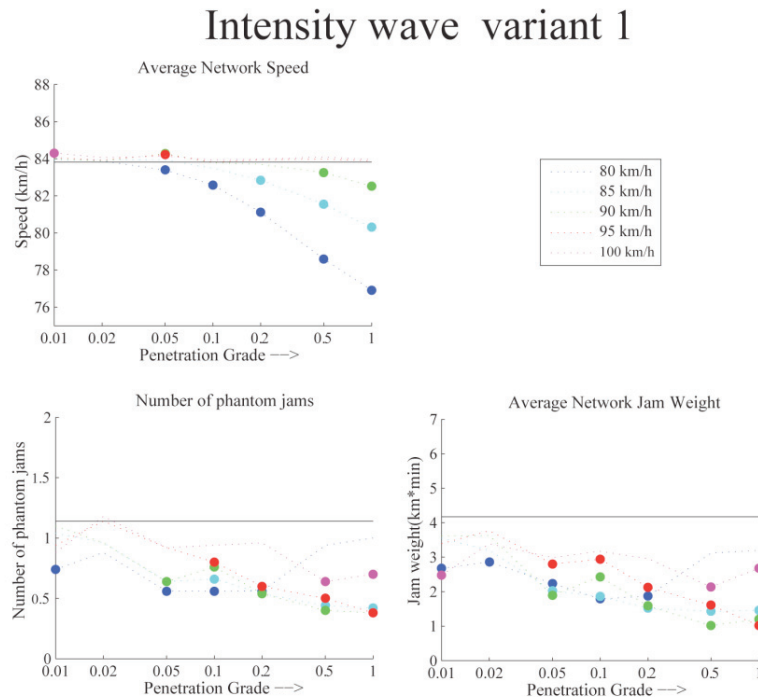 Intensity wave variant 1
Average Network Speed
88
86
84
82
80
78
76
Speed (km/h)
0.01 0.02 0.05 0.1 0.2 0.5 1
Penetration Grade -->
80 km/h
85 km/h
90 km/h
95 km/h
100 km/h
Number of phantom jams
2
1.5
1
0.5
0
Number of phantom jams
0.01 0.02 0.05 0.1 0.2 0.5 1
Penetration Grade -->
Average Network Jam Weight
7
6
5
4
3
2
1
0
Jam weight(km*min)
0.01 0.02 0.05 0.1 0.2 0.5 1
Penetration Grade -->